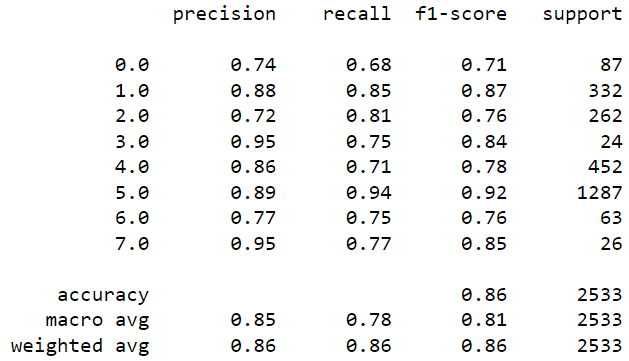 precision recall f1-score support
0.0 0.74 0.68 0.71 87
1.0 0.88 0.85 0.87 332
2.0 0.72 0.81 0.76 262
3.0 0.95 0.75 0.84 24
4.0 0.86 0.71 0.78 452
5.0 0.89 0.94 0.92 1287
6.0 0.77 0.75 0.76 63
7.0 0.95 0.77 0.85 26
accuracy 0.86 2533
macro avg 0.85 0.78 0.81 2533
weighted avg 0.86 0.86 0.86 2533